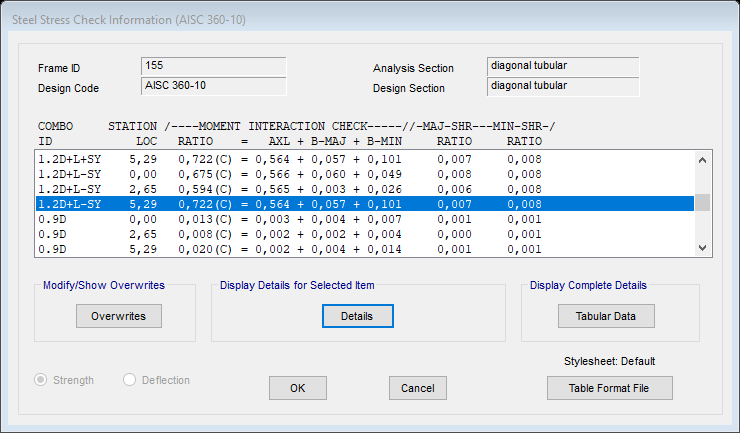 Steel Stress Check Information (AISC 360-10)
Frame ID 155 Analysis Section diagonal tubular
Design Code AISC 360-10 Design Section diagonal tubular
COMBO STATION /----MOMENT INTERACTION CHECK-----//-MAJ-SHR---MIN-SHR-/
ID LOC RATIO = AXL + B-MAJ + B-MIN RATIO RATIO
1.2D+L+SY 5,29 0,722(C) = 0,564 + 0,057 + 0,101 0,007 0,008
1.2D+L-SY 0,00 0,675(C) = 0,566 + 0,060 + 0,049 0,008 0,008
1.2D+L-SY 2,65 0,594(C) = 0,565 + 0,003 + 0,026 0,006 0,008
1.2D+L-SY 5,29 0,722(C) = 0,564 + 0,057 + 0,101 0,007 0,008
0.9D 0,00 0,013(C) = 0,003 + 0,004 + 0,007 0,001 0,001
0.9D 2,65 0,008(C) = 0,002 + 0,002 + 0,004 0,000 0,001
0.9D 5,29 0,020(C) = 0,002 + 0,004 + 0,014 0,001 0,001
Modify/Show Overwrites Display Details for Selected Item Display Complete Details
Overwrites Details Tabular Data
Stylesheet: Default
Strength Deflection OK Cancel Table Format File